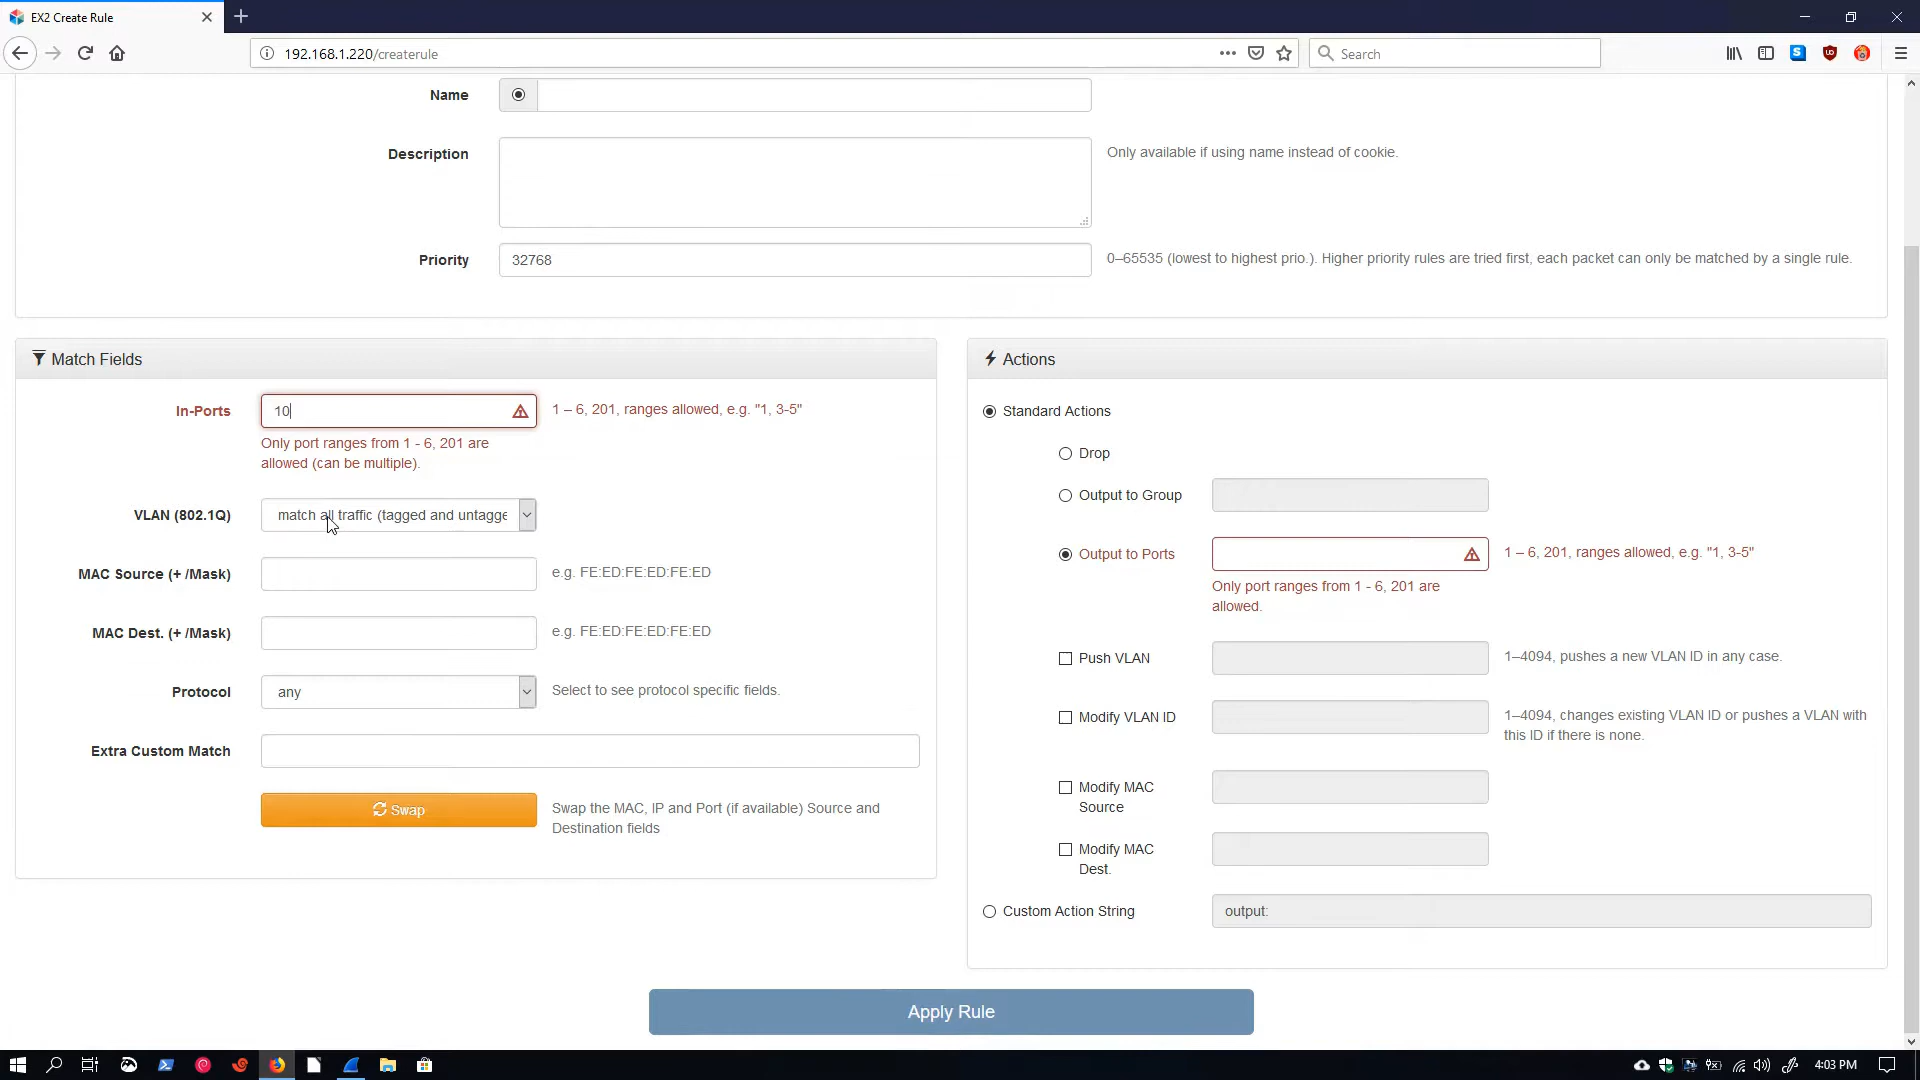 EX2 Create Rule
192.168.1.220/createrule
Search
Name
Description
Only available if using name instead of cookie.
Priority
32768
0–65535 (lowest to highest prio.). Higher priority rules are tried first, each packet can only be matched by a single rule.
Match Fields
In-Ports
10
1 – 6, 201, ranges allowed, e.g. "1, 3-5"
Only port ranges from 1 - 6, 201 are
allowed (can be multiple).
VLAN (802.1Q)
match all traffic (tagged and untagge
MAC Source (+ /Mask)
e.g. FE:ED:FE:ED:FE:ED
MAC Dest. (+ /Mask)
e.g. FE:ED:FE:ED:FE:ED
Protocol
any
Select to see protocol specific fields.
Extra Custom Match
Swap
Swap the MAC, IP and Port (if available) Source and
Destination fields
Actions
Standard Actions
Drop
Output to Group
Output to Ports
1 – 6, 201, ranges allowed, e.g. "1, 3-5"
Only port ranges from 1 - 6, 201 are
allowed.
Push VLAN
1–4094, pushes a new VLAN ID in any case.
Modify VLAN ID
1–4094, changes existing VLAN ID or pushes a VLAN with
this ID if there is none.
Modify MAC
Source
Modify MAC
Dest.
Custom Action String
output:
Apply Rule
4:03 PM